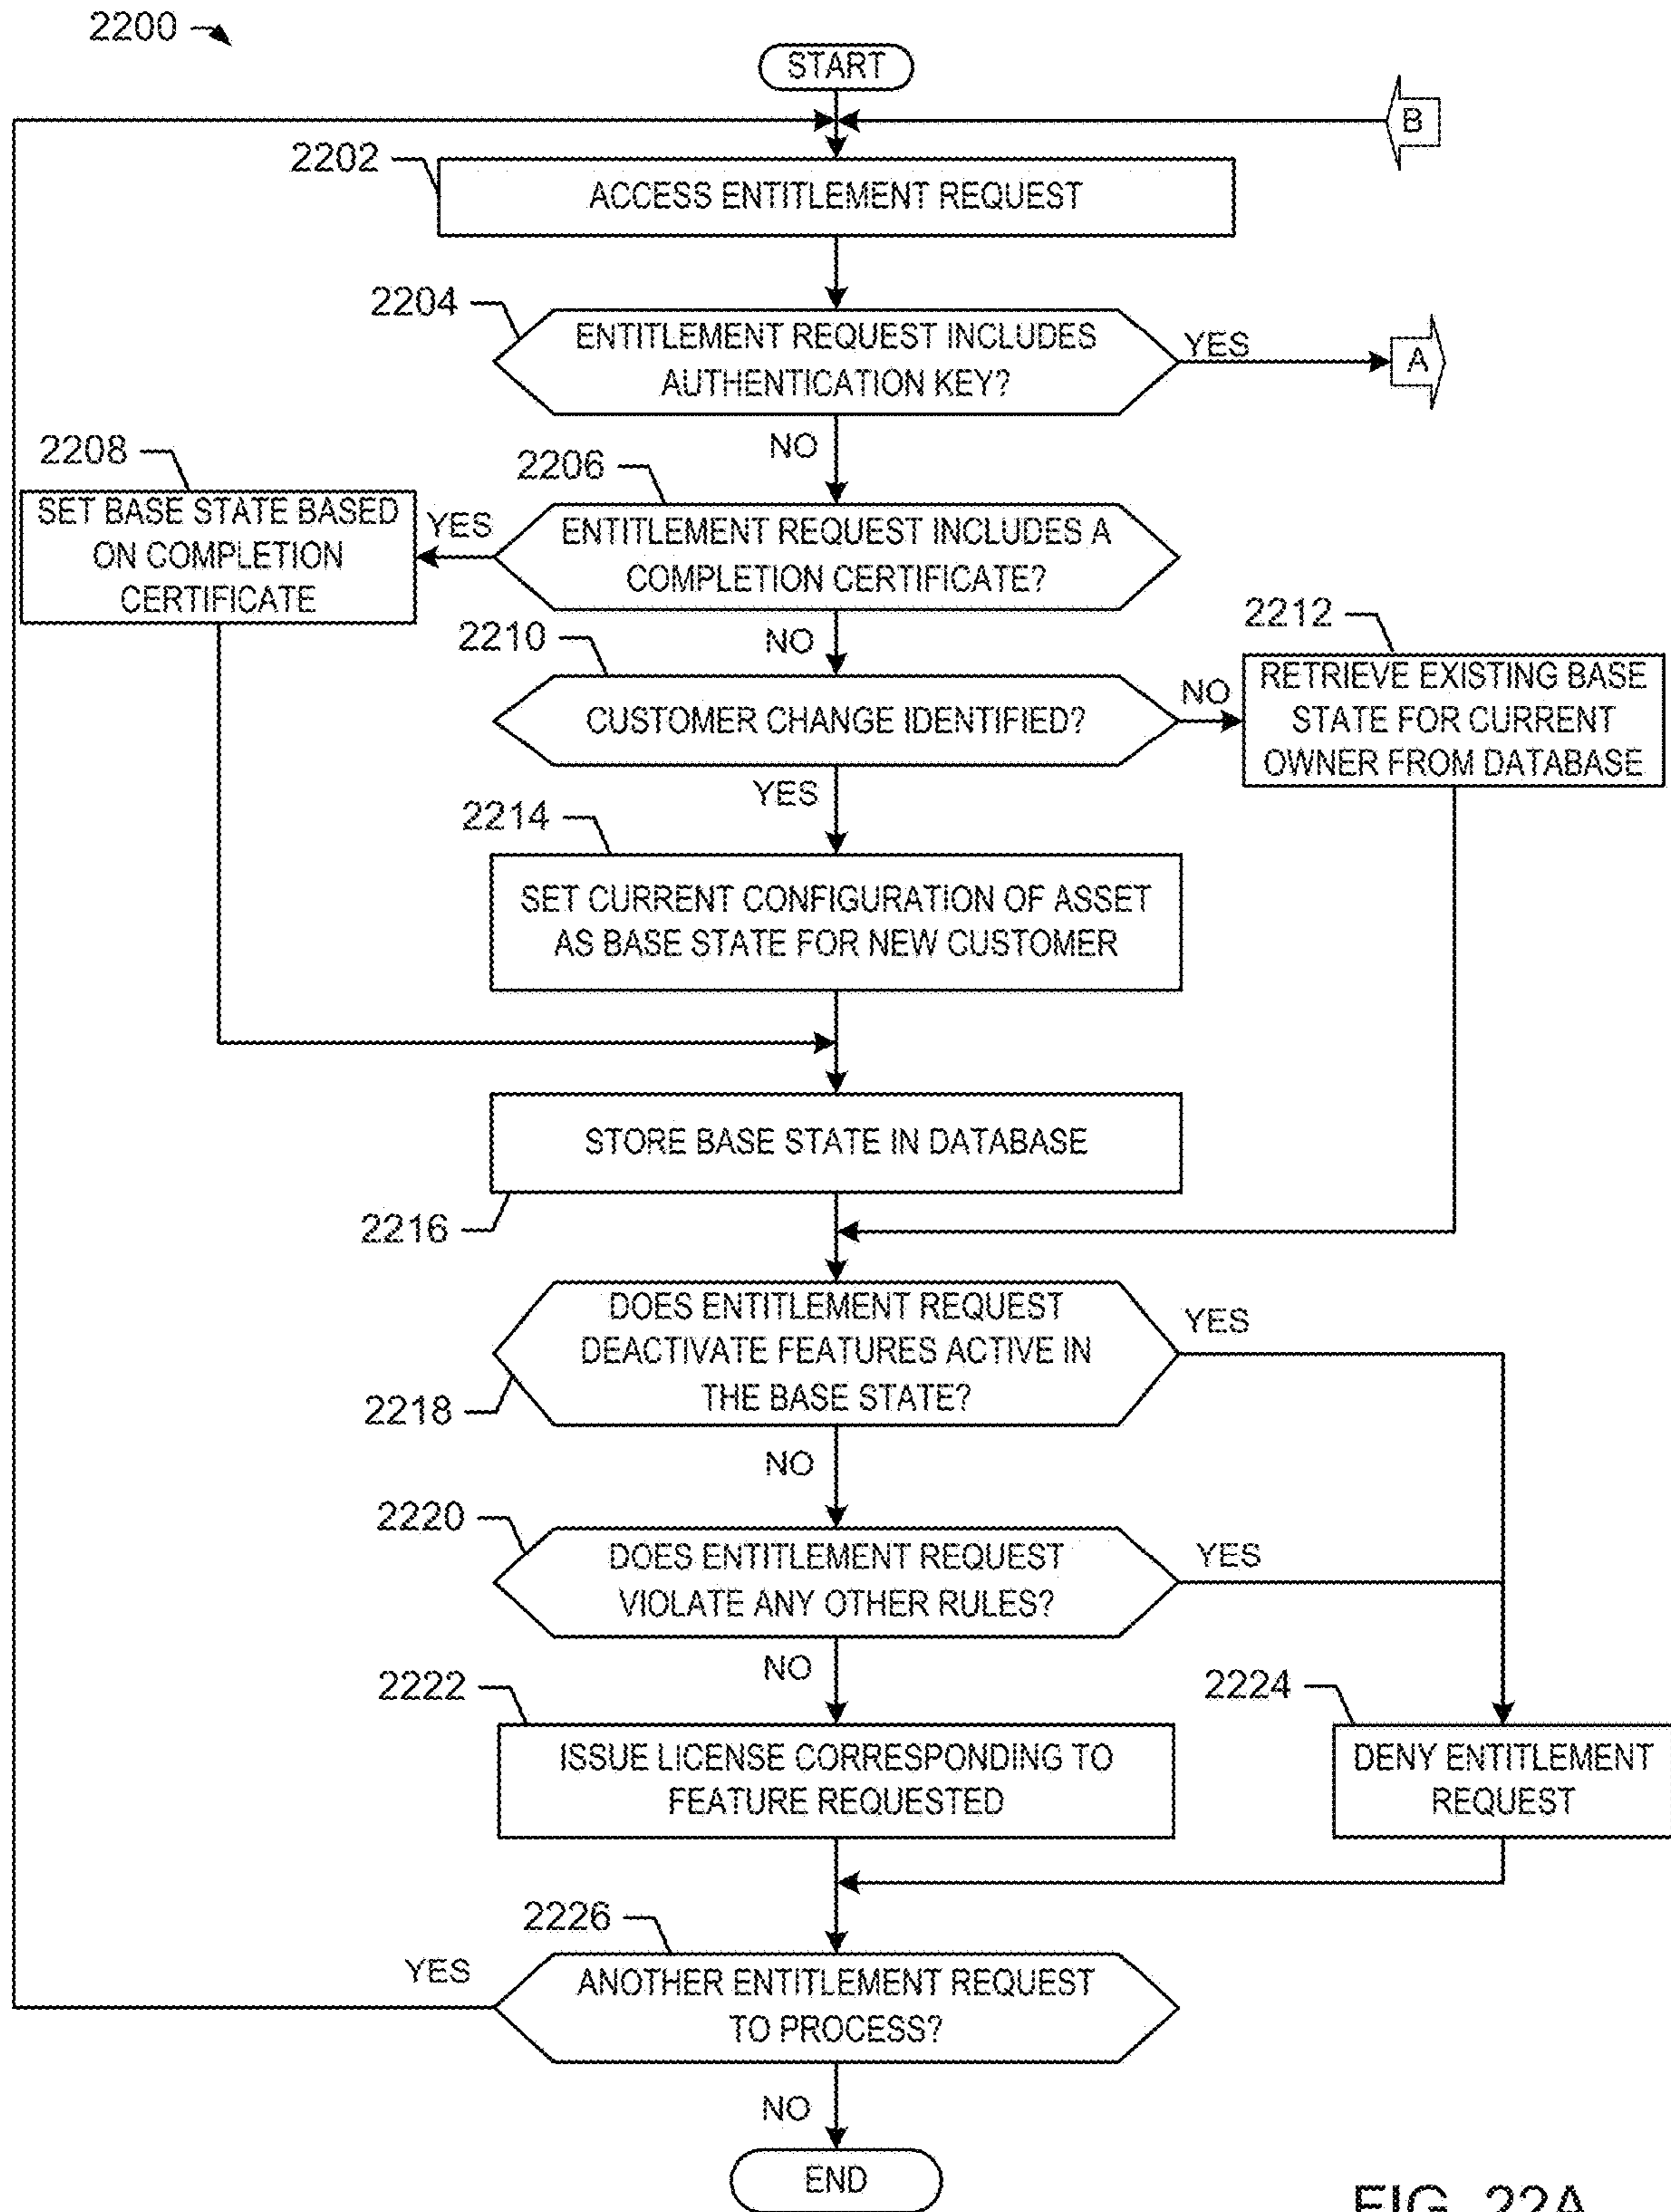 2200
START
B
2202
ACCESS ENTITLEMENT REQUEST
2204
ENTITLEMENT REQUEST INCLUDES
AUTHENTICATION KEY?
YES
A
NO
2208
SET BASE STATE BASED
ON COMPLETION
CERTIFICATE
YES
2206
ENTITLEMENT REQUEST INCLUDES A
COMPLETION CERTIFICATE?
NO
2210
CUSTOMER CHANGE IDENTIFIED?
NO
2212
RETRIEVE EXISTING BASE
STATE FOR CURRENT
OWNER FROM DATABASE
YES
2214
SET CURRENT CONFIGURATION OF ASSET
AS BASE STATE FOR NEW CUSTOMER
STORE BASE STATE IN DATABASE
2216
DOES ENTITLEMENT REQUEST
DEACTIVATE FEATURES ACTIVE IN
THE BASE STATE?
YES
2218
NO
2220
DOES ENTITLEMENT REQUEST
VIOLATE ANY OTHER RULES?
YES
NO
2222
ISSUE LICENSE CORRESPONDING TO
FEATURE REQUESTED
2224
DENY ENTITLEMENT
REQUEST
2226
YES
ANOTHER ENTITLEMENT REQUEST
TO PROCESS?
NO
END
FIG. 22A